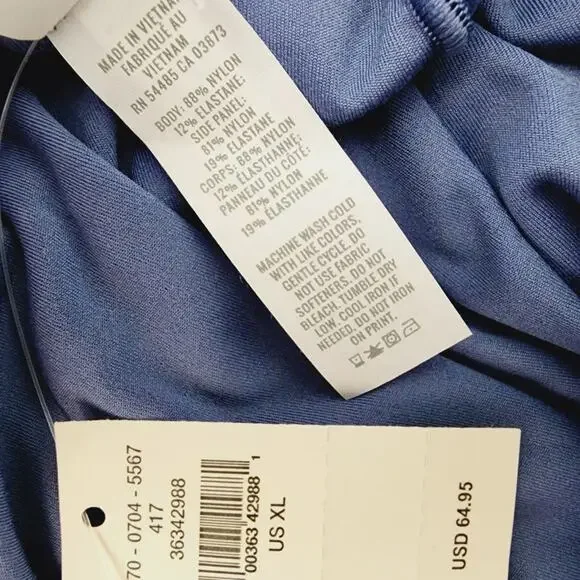 MADE IN VIETNAM
FABRIQUÉ AU
VIETNAM
RN 54485 CA 03873
BODY: 88% NYLON
12% ELASTANE:
SIDE PANEL:
81% NYLON
19% ELASTANE
CORPS: 88% NYLON
12% ÉLASTHANNE:
PANNEAU DU CÔTÉ:
81% NYLON
19% ÉLASTHANNE
MACHINE WASH COLD
WITH LIKE COLORS,
GENTLE CYCLE. DO
NOT USE FABRIC
SOFTENERS. DO NOT
BLEACH. TUMBLE DRY
LOW. COOL IRON IF
NEEDED. DO NOT IRON
ON PRINT.
70 - 0704 - 5567
417
36342988
00363 42988 1
US XL
USD 64.95